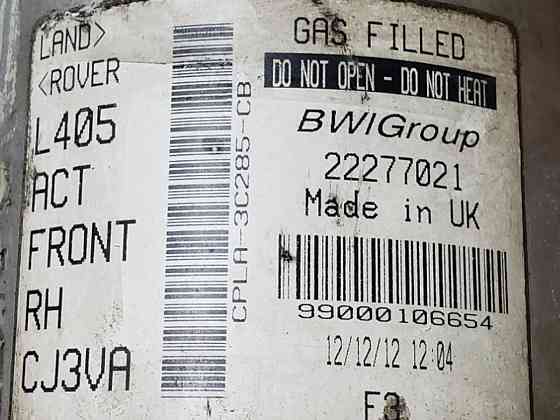 LAND>
<ROVER
L405
ACT
FRONT
RH
CJ3VA
CPLA-3C285-CB
GAS FILLED
DO NOT OPEN - DO NOT HEAT
BWIGroup
22277021
Made in UK
99000106654
12/12/12 12:04